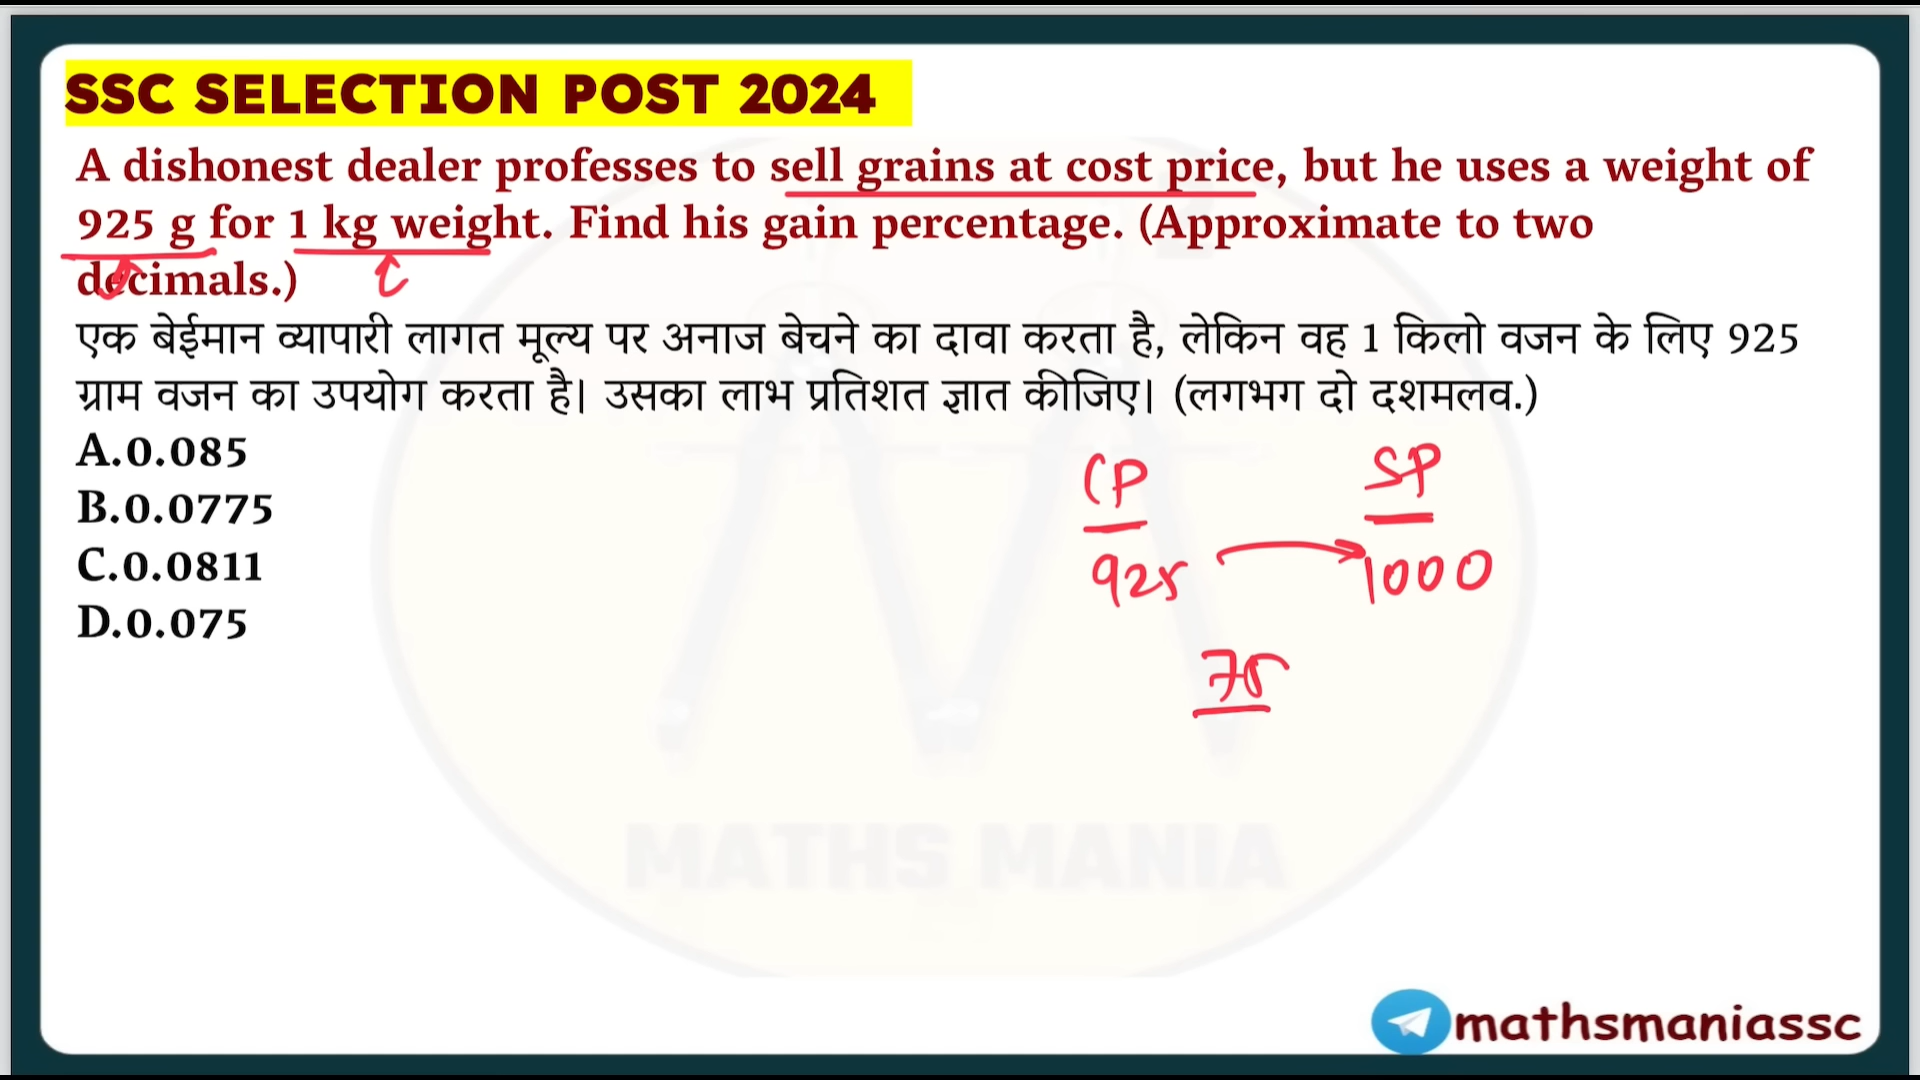 SSC SELECTION POST 2024
A dishonest dealer professes to sell grains at cost price, but he uses a weight of
925 g for 1 kg weight. Find his gain percentage. (Approximate to two
decimals.)
एक बेईमान व्यापारी लागत मूल्य पर अनाज बेचने का दावा करता है, लेकिन वह 1 किलो वजन के लिए 925
ग्राम वजन का उपयोग करता है। उसका लाभ प्रतिशत ज्ञात कीजिए। (लगभग दो दशमलव.)
A.0.085
B.0.0775
C.0.0811
D.0.075
CP SP
925 1000
75
MATHS MANIA
mathsmaniassc